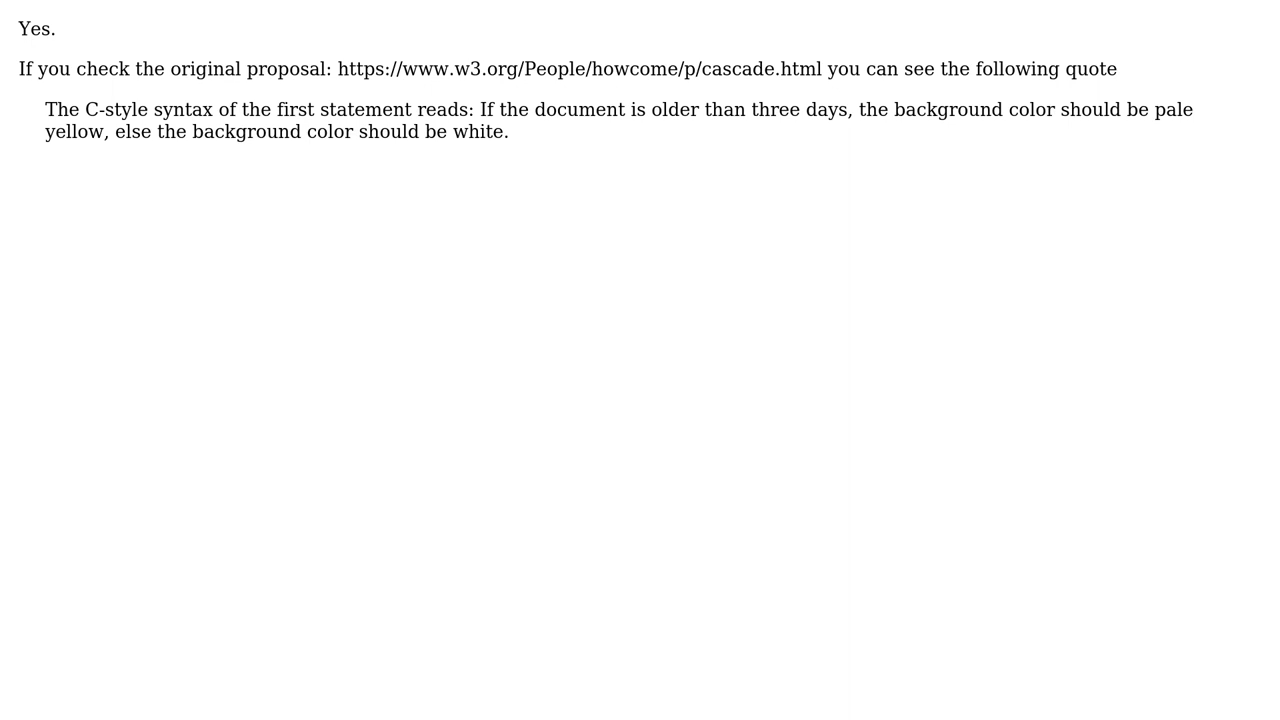 Yes.
If you check the original proposal: https://www.w3.org/People/howcome/p/cascade.html you can see the following quote
The C-style syntax of the first statement reads: If the document is older than three days, the background color should be pale
yellow, else the background color should be white.